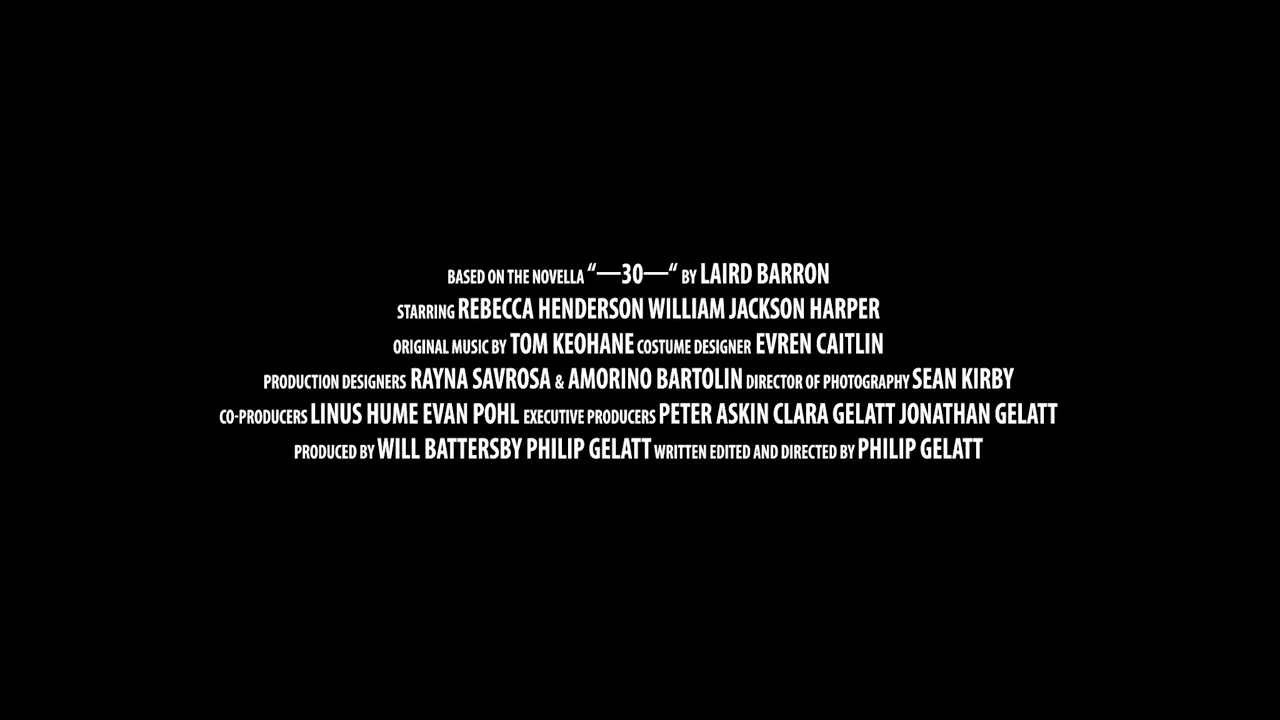 BASED ON THE NOVELLA “—30—“ BY LAIRD BARRON
STARRING REBECCA HENDERSON WILLIAM JACKSON HARPER
ORIGINAL MUSIC BY TOM KEOHANE COSTUME DESIGNER EVREN CAITLIN
PRODUCTION DESIGNERS RAYNA SAVROSA & AMORINO BARTOLIN DIRECTOR OF PHOTOGRAPHY SEAN KIRBY
CO-PRODUCERS LINUS HUME EVAN POHL EXECUTIVE PRODUCERS PETER ASKIN CLARA GELATT JONATHAN GELATT
PRODUCED BY WILL BATTERSBY PHILIP GELATT WRITTEN EDITED AND DIRECTED BY PHILIP GELATT